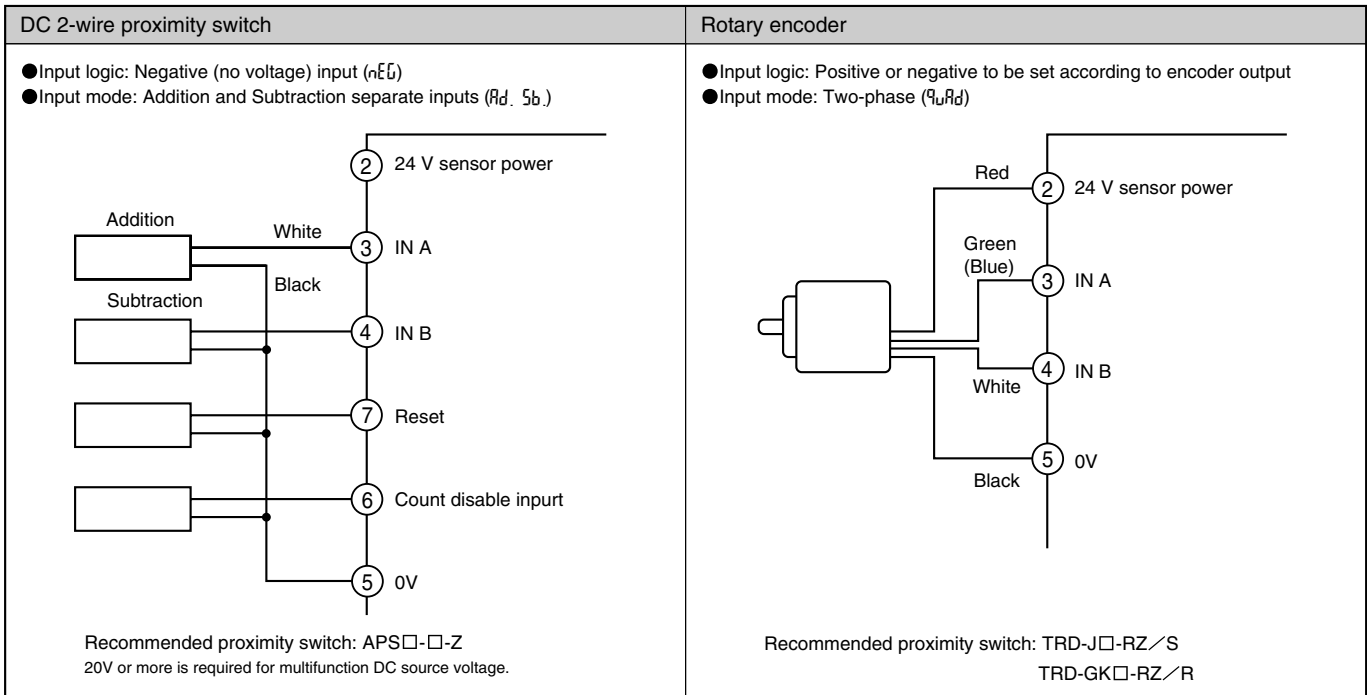 DC 2-wire proximity switch
●Input logic: Negative (no voltage) input (nEG)
●Input mode: Addition and Subtraction separate inputs (Ad. Sb.)
2 24 V sensor power
Addition
White
3 IN A
Black
Subtraction
4 IN B
7 Reset
6 Count disable inpurt
5 0V
Recommended proximity switch: APS□-□-Z
20V or more is required for multifunction DC source voltage.
Rotary encoder
●Input logic: Positive or negative to be set according to encoder output
●Input mode: Two-phase (quAd)
Red
2 24 V sensor power
Green
(Blue)
3 IN A
4 IN B
White
5 0V
Black
Recommended proximity switch: TRD-J□-RZ／S
TRD-GK□-RZ／R